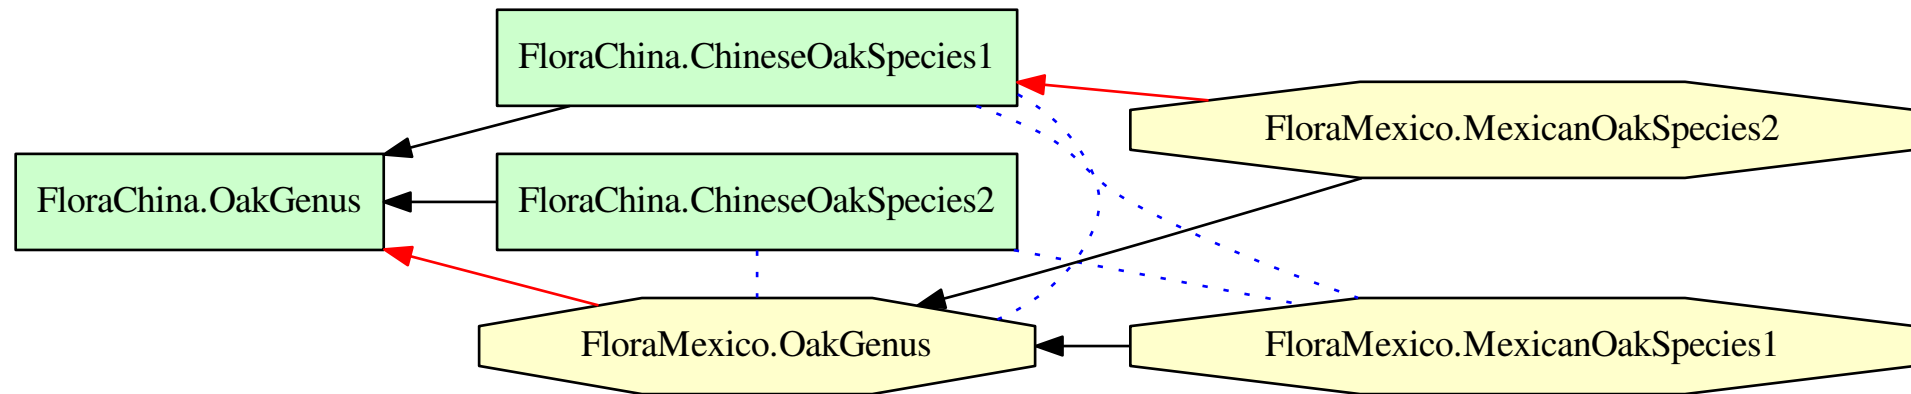 FloraChina.ChineseOakSpecies1
FloraMexico.MexicanOakSpecies2
FloraChina.OakGenus
FloraChina.ChineseOakSpecies2
FloraMexico.OakGenus
FloraMexico.MexicanOakSpecies1